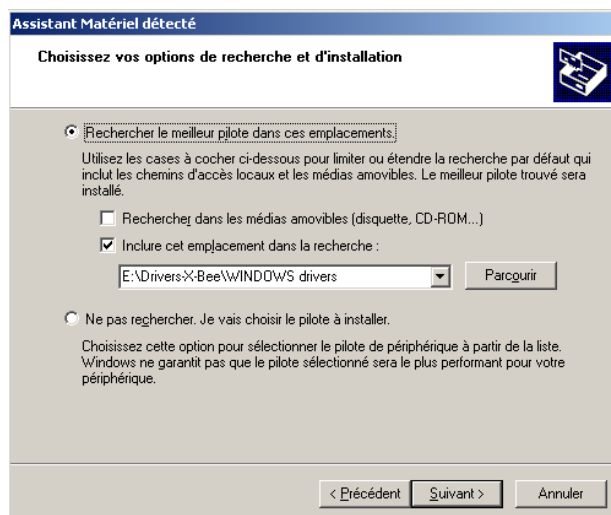 Assistant Matériel détecté
Choisissez vos options de recherche et d'installation
Rechercher le meilleur pilote dans ces emplacements.
Utilisez les cases à cocher ci-dessous pour limiter ou étendre la recherche par défaut qui
inclut les chemins d'accès locaux et les médias amovibles. Le meilleur pilote trouvé sera
installé.
Rechercher dans les médias amovibles (disquette, CD-ROM...)
Inclure cet emplacement dans la recherche :
E:\Drivers-X-Bee\WINDOWS drivers
Parcourir
Ne pas rechercher. Je vais choisir le pilote à installer.
Choisissez cette option pour sélectionner le pilote de périphérique à partir de la liste.
Windows ne garantit pas que le pilote sélectionné sera le plus performant pour votre
périphérique.
< Précédent
Suivant >
Annuler